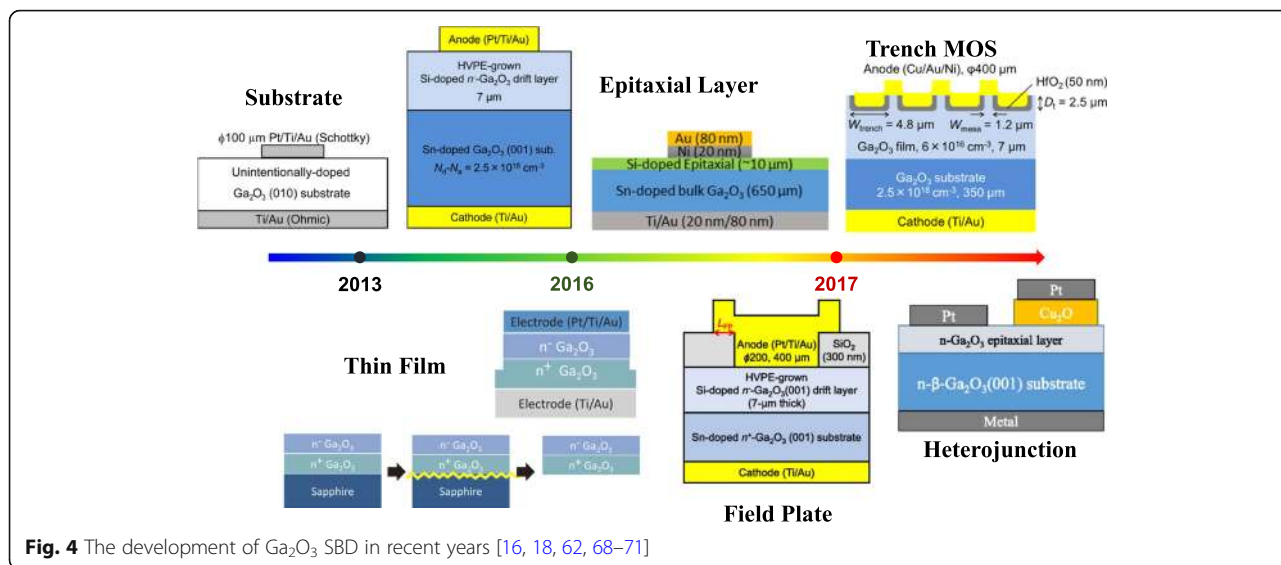 Substrate
ϕ100 μm Pt/Ti/Au (Schottky)
Unintentionally-doped
Ga₂O₃ (010) substrate
Ti/Au (Ohmic)
Anode (Pt/Ti/Au)
HVPE-grown
Si-doped n⁻-Ga₂O₃ drift layer
7 μm
Sn-doped Ga₂O₃ (001) sub.
Nd-Na = 2.5 × 10¹⁸ cm⁻³
Cathode (Ti/Au)
Epitaxial Layer
Au (80 nm)
Ni (20 nm)
Si-doped Epitaxial (~10 μm)
Sn-doped bulk Ga₂O₃ (650 μm)
Ti/Au (20 nm/80 nm)
Trench MOS
Anode (Cu/Au/Ni), φ400 μm
HfO₂ (50 nm)
Dt = 2.5 μm
Wtrench = 4.8 μm
Wmesa = 1.2 μm
Ga₂O₃ film, 6 × 10¹⁶ cm⁻³, 7 μm
Ga₂O₃ substrate
2.5 × 10¹⁸ cm⁻³, 350 μm
Cathode (Ti/Au)
2013
2016
2017
Thin Film
Electrode (Pt/Ti/Au)
n⁻ Ga₂O₃
n⁺ Ga₂O₃
Electrode (Ti/Au)
n⁻ Ga₂O₃
n⁺ Ga₂O₃
Sapphire
n⁻ Ga₂O₃
n⁺ Ga₂O₃
Sapphire
n⁻ Ga₂O₃
n⁺ Ga₂O₃
Anode (Pt/Ti/Au)
ϕ200, 400 μm
SiO₂
(300 nm)
HVPE-grown
Si-doped n⁻-Ga₂O₃(001) drift layer
(7-μm thick)
Sn-doped n⁺-Ga₂O₃ (001) substrate
Cathode (Ti/Au)
Field Plate
Pt
Pt
Cu₂O
n-Ga₂O₃ epitaxial layer
n-β-Ga₂O₃(001) substrate
Metal
Heterojunction
Fig. 4 The development of Ga₂O₃ SBD in recent years [16, 18, 62, 68–71]